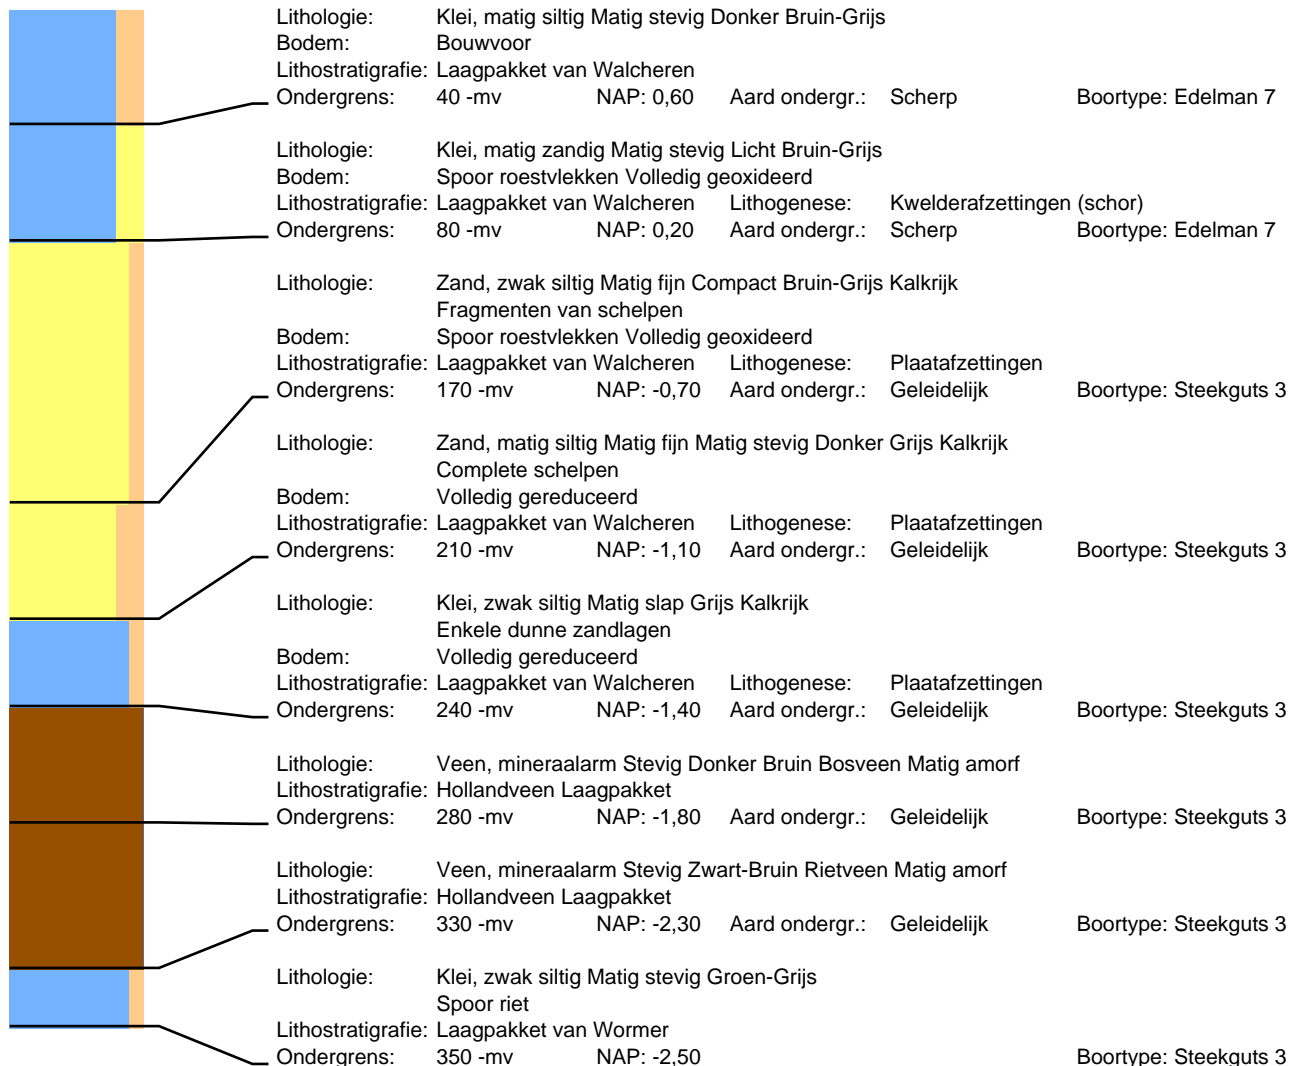 Lithologie: Klei, matig siltig Matig stevig Donker Bruin-Grijs
Bodem: Bouwvoor
Lithostratigrafie: Laagpakket van Walcheren
Ondergrens: 40 -mv NAP: 0,60 Aard ondergr.: Scherp Boortype: Edelman 7
Lithologie: Klei, matig zandig Matig stevig Licht Bruin-Grijs
Bodem: Spoor roestvlekken Volledig geoxideerd
Lithostratigrafie: Laagpakket van Walcheren Lithogenese: Kwelderafzettingen (schor)
Ondergrens: 80 -mv NAP: 0,20 Aard ondergr.: Scherp Boortype: Edelman 7
Lithologie: Zand, zwak siltig Matig fijn Compact Bruin-Grijs Kalkrijk
Fragmenten van schelpen
Bodem: Spoor roestvlekken Volledig geoxideerd
Lithostratigrafie: Laagpakket van Walcheren Lithogenese: Plaatafzettingen
Ondergrens: 170 -mv NAP: -0,70 Aard ondergr.: Geleidelijk Boortype: Steekguts 3
Lithologie: Zand, matig siltig Matig fijn Matig stevig Donker Grijs Kalkrijk
Complete schelpen
Bodem: Volledig gereduceerd
Lithostratigrafie: Laagpakket van Walcheren Lithogenese: Plaatafzettingen
Ondergrens: 210 -mv NAP: -1,10 Aard ondergr.: Geleidelijk Boortype: Steekguts 3
Lithologie: Klei, zwak siltig Matig slap Grijs Kalkrijk
Enkele dunne zandlagen
Bodem: Volledig gereduceerd
Lithostratigrafie: Laagpakket van Walcheren Lithogenese: Plaatafzettingen
Ondergrens: 240 -mv NAP: -1,40 Aard ondergr.: Geleidelijk Boortype: Steekguts 3
Lithologie: Veen, mineraalarm Stevig Donker Bruin Bosveen Matig amorf
Lithostratigrafie: Hollandveen Laagpakket
Ondergrens: 280 -mv NAP: -1,80 Aard ondergr.: Geleidelijk Boortype: Steekguts 3
Lithologie: Veen, mineraalarm Stevig Zwart-Bruin Rietveen Matig amorf
Lithostratigrafie: Hollandveen Laagpakket
Ondergrens: 330 -mv NAP: -2,30 Aard ondergr.: Geleidelijk Boortype: Steekguts 3
Lithologie: Klei, zwak siltig Matig stevig Groen-Grijs
Spoor riet
Lithostratigrafie: Laagpakket van Wormer
Ondergrens: 350 -mv NAP: -2,50 Boortype: Steekguts 3